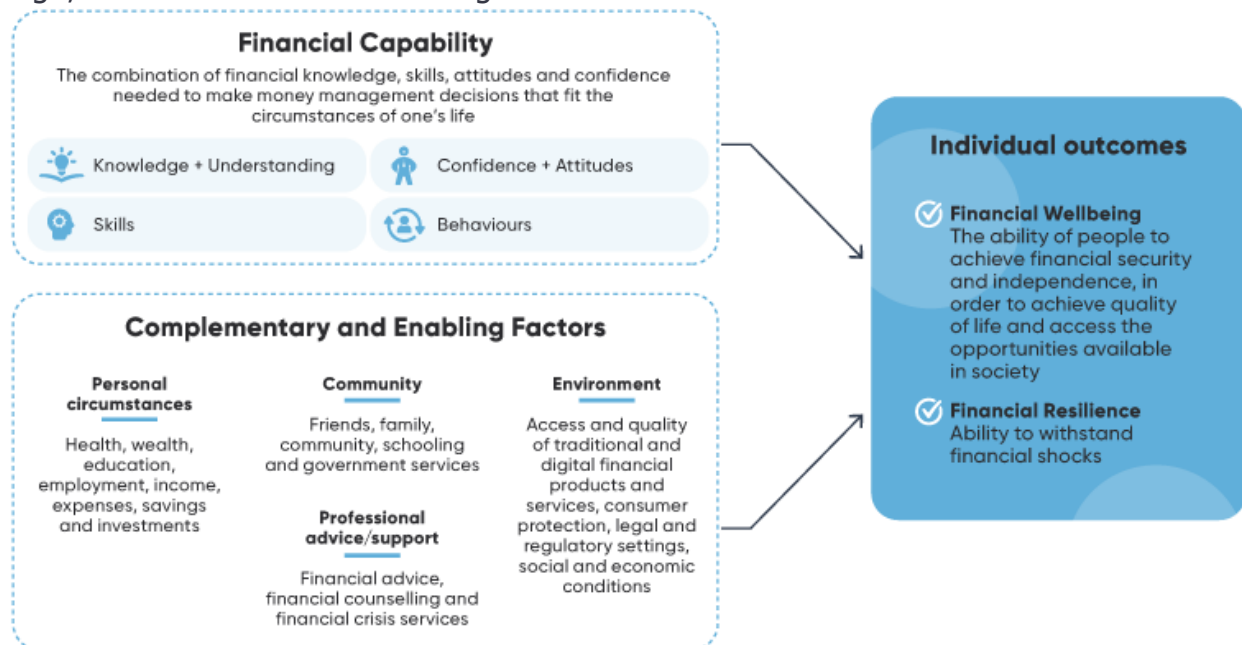 Financial Capability
The combination of financial knowledge, skills, attitudes and confidence
needed to make money management decisions that fit the
circumstances of one's life
Knowledge + Understanding
Confidence + Attitudes
Skills
Behaviours
Complementary and Enabling Factors
Personal
circumstances
Health, wealth,
education,
employment, income,
expenses, savings
and investments
Community
Friends, family,
community, schooling
and government services
Professional
advice/support
Financial advice,
financial counselling and
financial crisis services
Environment
Access and quality
of traditional and
digital financial
products and
services, consumer
protection, legal and
regulatory settings,
social and economic
conditions
Individual outcomes
Financial Wellbeing
The ability of people to
achieve financial security
and independence, in
order to achieve quality
of life and access the
opportunities available
in society
Financial Resilience
Ability to withstand
financial shocks